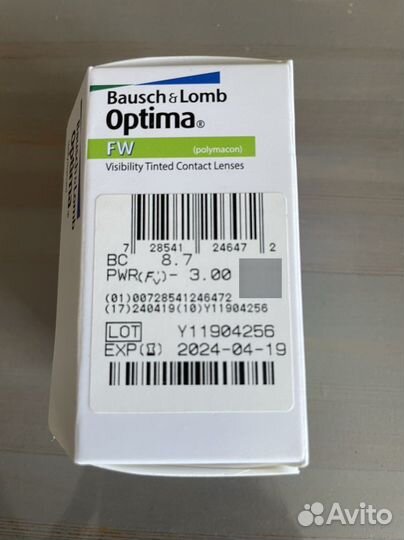 Bausch & Lomb
Optima®
FW (polymacon)
Visibility Tinted Contact Lenses
7 28541 24647 2
BC 8.7
PWR(F'v)- 3.00
(01)00728541246472
(17)240419(10)Y11904256
LOT Y11904256
EXP(⌛) 2024-04-19
Avito